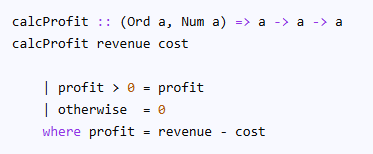 calcProfit :: (Ord a, Num a) => a -> a -> a
calcProfit revenue cost
| profit > 0 = profit
| otherwise  = 0
where profit = revenue - cost